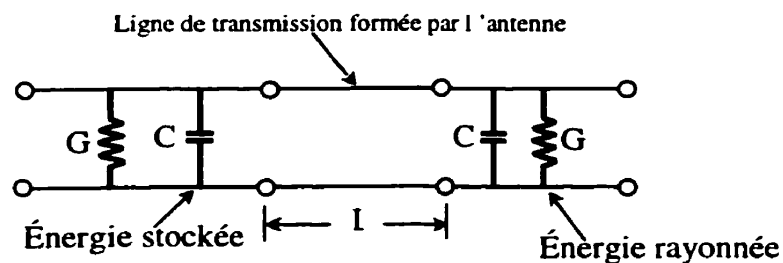 Ligne de transmission formée par l 'antenne
G
C
C
G
l
Énergie stockée
Énergie rayonnée